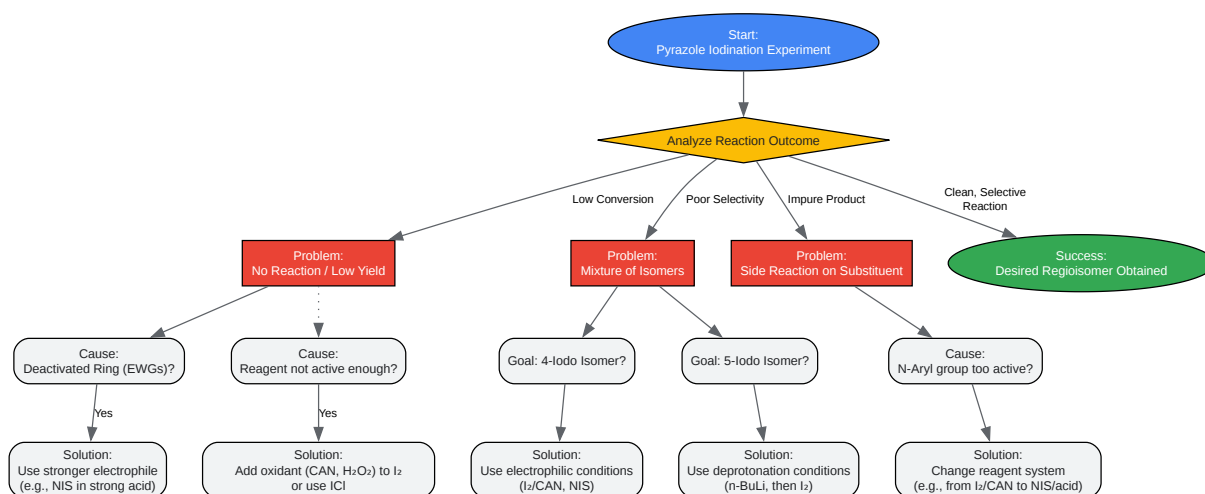 Start:
Pyrazole Iodination Experiment
Analyze Reaction Outcome
Low Conversion
Poor Selectivity
Impure Product
Clean, Selective
Reaction
Problem:
No Reaction / Low Yield
Problem:
Mixture of Isomers
Problem:
Side Reaction on Substituent
Success:
Desired Regioisomer Obtained
Cause:
Deactivated Ring (EWGs)?
Cause:
Reagent not active enough?
Goal: 4-Iodo Isomer?
Goal: 5-Iodo Isomer?
Cause:
N-Aryl group too active?
Yes
Yes
Solution:
Use stronger electrophile
(e.g., NIS in strong acid)
Solution:
Add oxidant (CAN, H₂O₂) to I₂
or use ICl
Solution:
Use electrophilic conditions
(I₂/CAN, NIS)
Solution:
Use deprotonation conditions
(n-BuLi, then I₂)
Solution:
Change reagent system
(e.g., from I₂/CAN to NIS/acid)